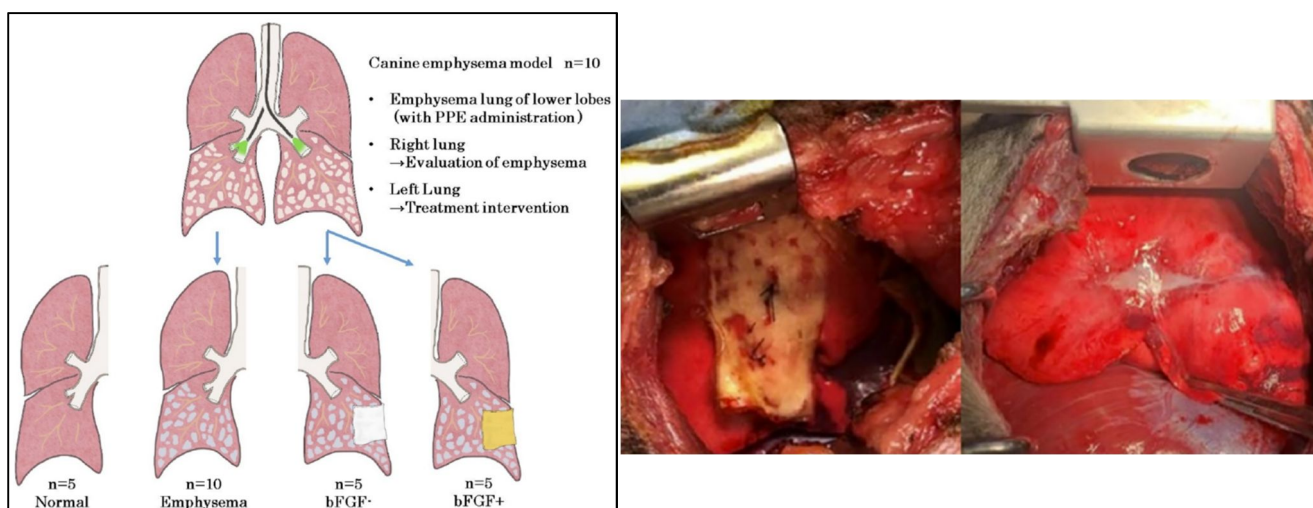 Canine emphysema model n=10
• Emphysema lung of lower lobes
(with PPE administration)
• Right lung
→Evaluation of emphysema
• Left Lung
→Treatment intervention
n=5
Normal
n=10
Emphysema
n=5
bFGF-
n=5
bFGF+